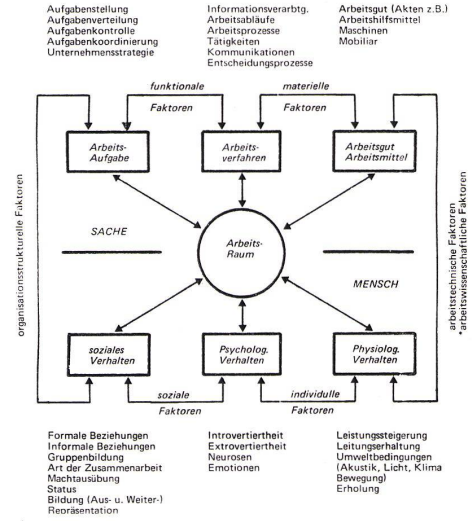 Aufgabenstellung
Aufgabenverteilung
Aufgabenkontrolle
Aufgabenkoordinierung
Unternehmensstrategie
Informationsverarbtg.
Arbeitsabläufe
Arbeitsprozesse
Tätigkeiten
Kommunikationen
Entscheidungsprozesse
Arbeitsgut (Akten z.B.)
Arbeitshilfsmittel
Maschinen
Mobiliar
funktionale
Faktoren
materielle
Faktoren
Arbeits-
Aufgabe
Arbeits-
verfahren
Arbeitsgut
Arbeitsmittel
organisationsstrukturelle Faktoren
SACHE
Arbeits-
Raum
MENSCH
arbeitstechnische Faktoren
*arbeitswissenschaftliche Faktoren
soziales
Verhalten
Psycholog.
Verhalten
Physiolog.
Verhalten
soziale
Faktoren
individulle
Faktoren
Formale Beziehungen
Informale Beziehungen
Gruppenbildung
Art der Zusammenarbeit
Machtausübung
Status
Bildung (Aus- u. Weiter-)
Repräsentation
Introvertiertheit
Extrovertiertheit
Neurosen
Emotionen
Leistungssteigerung
Leitungserhaltung
Umweltbedingungen
(Akustik, Licht, Klima
Bewegung)
Erholung